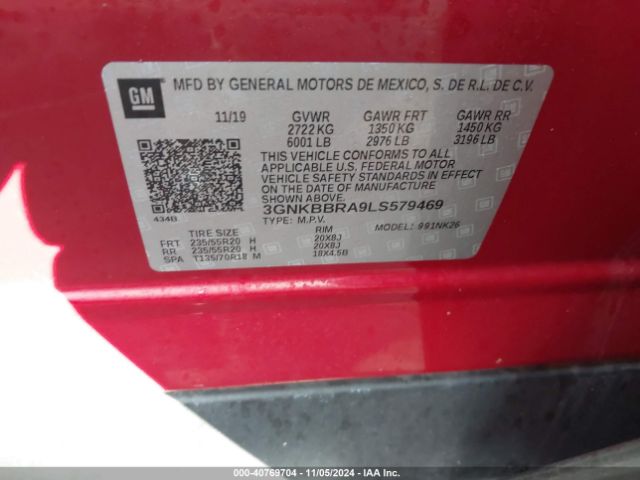 GM
MFD BY GENERAL MOTORS DE MEXICO, S. DE R.L. DE C.V.
11/19 GVWR GAWR FRT GAWR RR
2722 KG 1350 KG 1450 KG
6001 LB 2976 LB 3196 LB
THIS VEHICLE CONFORMS TO ALL
APPLICABLE U.S. FEDERAL MOTOR
VEHICLE SAFETY STANDARDS IN EFFECT
ON THE DATE OF MANUFACTURE SHOWN ABOVE.
3GNKBBRA9LS579469
434B TYPE: M.P.V. MODEL: 991NK26
TIRE SIZE RIM
FRT 235/55R20 H 20X8J
RR 235/55R20 H 20X8J
SPA T135/70R18 M 18X4.5B
000-40769704 - 11/05/2024 - IAAI.com